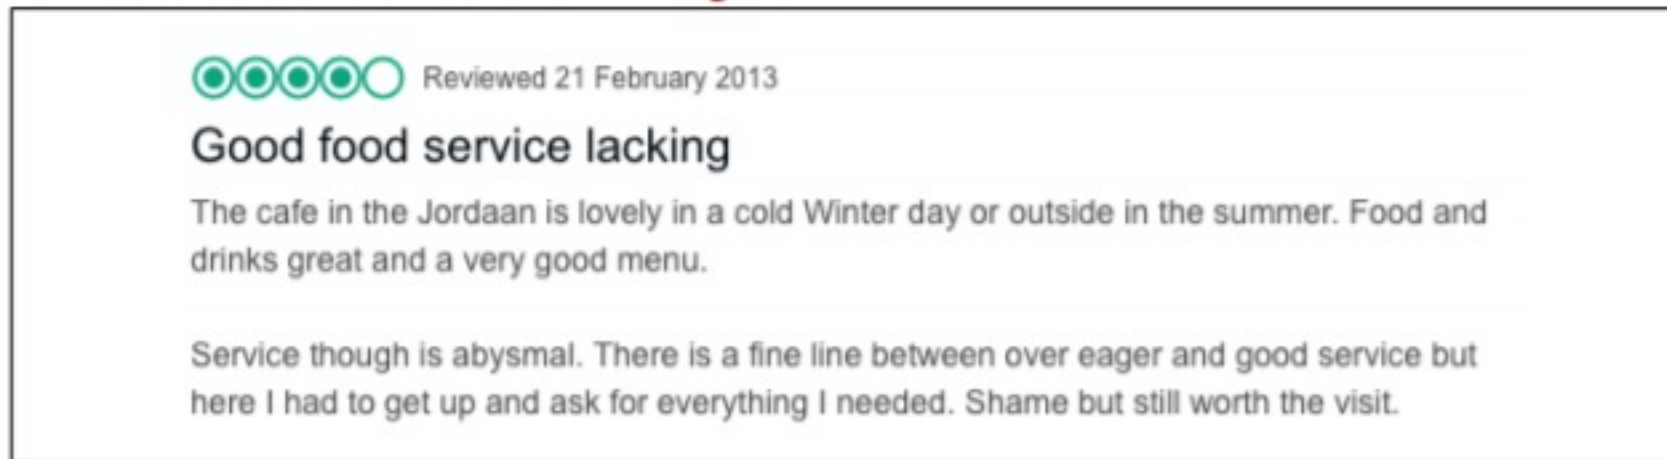 Reviewed 21 February 2013
Good food service lacking
The cafe in the Jordaan is lovely in a cold Winter day or outside in the summer. Food and
drinks great and a very good menu.
Service though is abysmal. There is a fine line between over eager and good service but
here I had to get up and ask for everything I needed. Shame but still worth the visit.